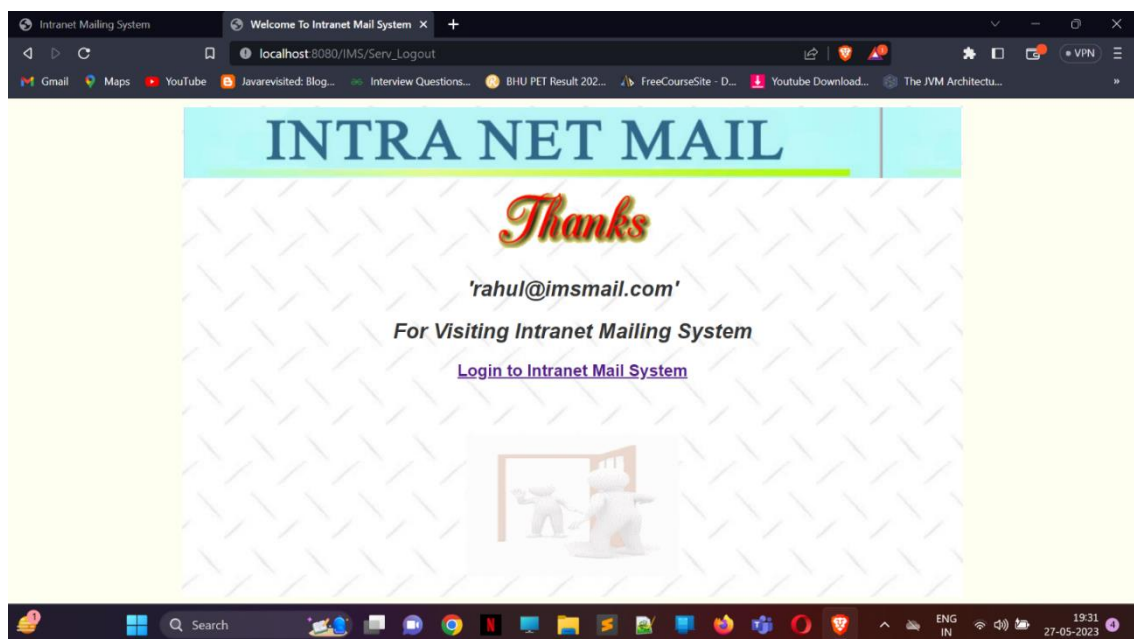 Intranet Mailing System
Welcome To Intranet Mail System
localhost:8080/IMS/Serv_Logout
VPN
Gmail
Maps
YouTube
Javarevisited: Blog...
Interview Questions...
BHU PET Result 202...
FreeCourseSite - D...
Youtube Download...
The JVM Architectu...
»
INTRA NET MAIL
Thanks
'rahul@imsmail.com'
For Visiting Intranet Mailing System
Login to Intranet Mail System
1
Search
N
ENG
IN
19:31
27-05-2023
4